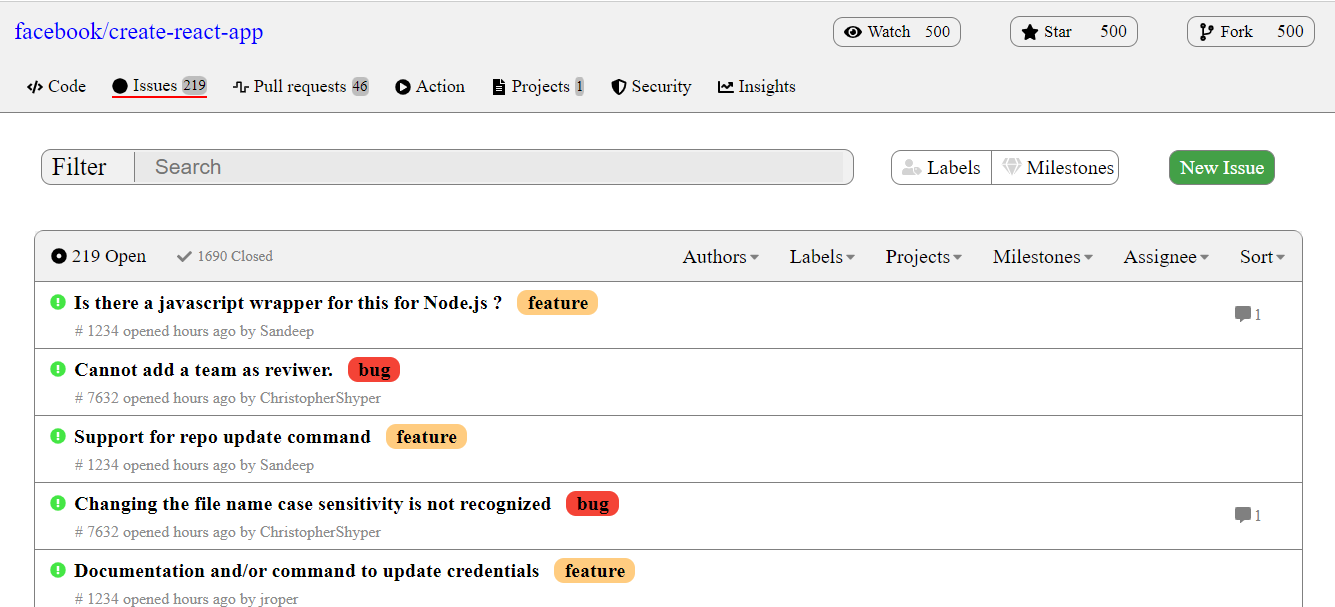 facebook/create-react-app Watch 500 Star 500 Fork 500
Code Issues 219 Pull requests 46 Action Projects 1 Security Insights
Filter Search Labels Milestones New Issue
219 Open 1690 Closed Authors Labels Projects Milestones Assignee Sort
Is there a javascript wrapper for this for Node.js ? feature
1
# 1234 opened hours ago by Sandeep
Cannot add a team as reviwer. bug
# 7632 opened hours ago by ChristopherShyper
Support for repo update command feature
# 1234 opened hours ago by Sandeep
Changing the file name case sensitivity is not recognized bug
1
# 7632 opened hours ago by ChristopherShyper
Documentation and/or command to update credentials feature
# 1234 opened hours ago by jroper